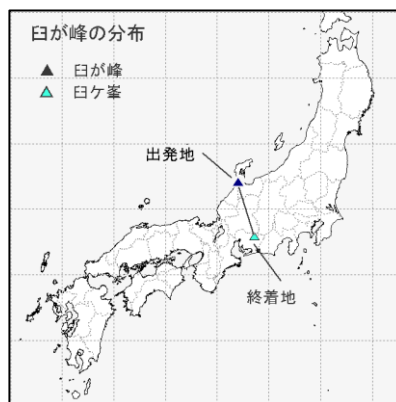 臼が峰の分布
▲ 臼が峰
▲ 臼ケ峯
出発地
終着地